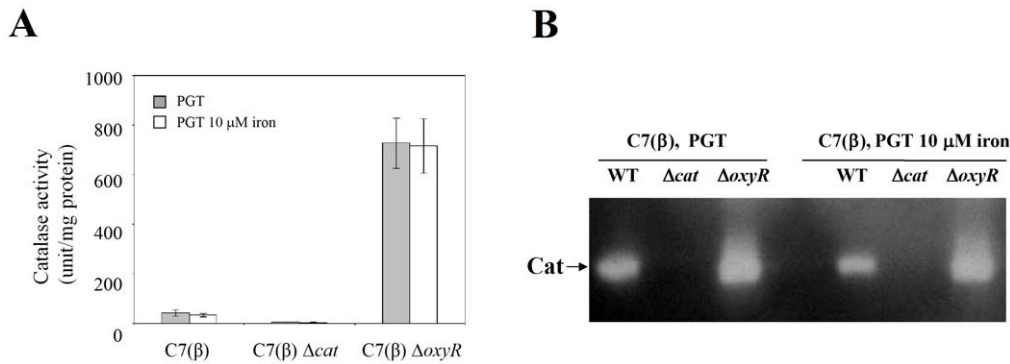 A
Catalase activity
(unit/mg protein)
1000
800
600
400
200
0
PGT
PGT 10 μM iron
C7(β)
C7(β) Δcat
C7(β) ΔoxyR
B
C7(β), PGT
C7(β), PGT 10 μM iron
WT
Δcat
ΔoxyR
WT
Δcat
ΔoxyR
Cat